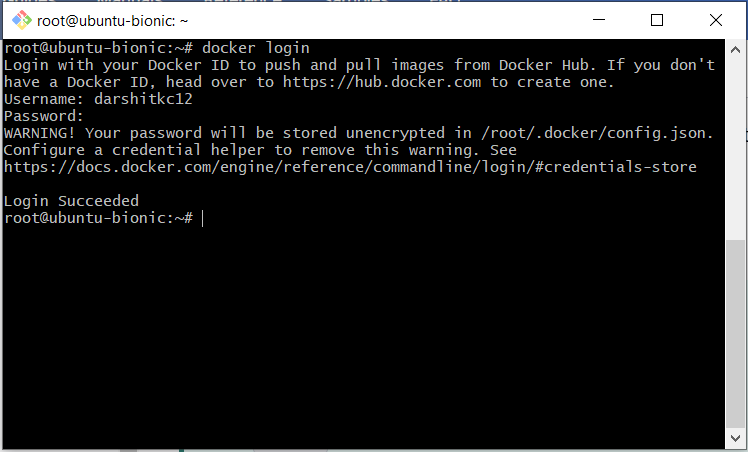 root@ubuntu-bionic: ~
root@ubuntu-bionic:~# docker login
Login with your Docker ID to push and pull images from Docker Hub. If you don't
have a Docker ID, head over to https://hub.docker.com to create one.
Username: darshitkc12
Password:
WARNING! Your password will be stored unencrypted in /root/.docker/config.json.
Configure a credential helper to remove this warning. See
https://docs.docker.com/engine/reference/commandline/login/#credentials-store
Login Succeeded
root@ubuntu-bionic:~#